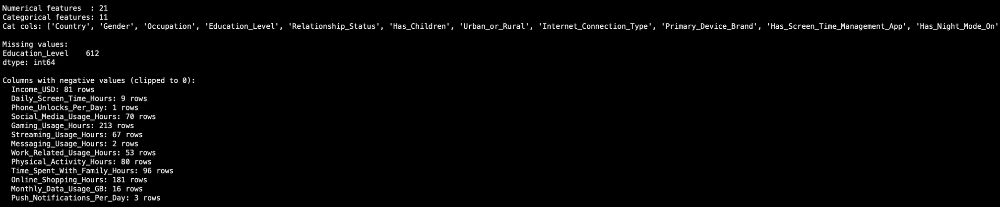 Numerical features  : 21
Categorical features: 11
Cat cols: ['Country', 'Gender', 'Occupation', 'Education_Level', 'Relationship_Status', 'Has_Children', 'Urban_or_Rural', 'Internet_Connection_Type', 'Primary_Device_Brand', 'Has_Screen_Time_Management_App', 'Has_Night_Mode_On'
Missing values:
Education_Level    612
dtype: int64
Columns with negative values (clipped to 0):
  Income_USD: 81 rows
  Daily_Screen_Time_Hours: 9 rows
  Phone_Unlocks_Per_Day: 1 rows
  Social_Media_Usage_Hours: 70 rows
  Gaming_Usage_Hours: 213 rows
  Streaming_Usage_Hours: 67 rows
  Messaging_Usage_Hours: 2 rows
  Work_Related_Usage_Hours: 53 rows
  Physical_Activity_Hours: 80 rows
  Time_Spent_With_Family_Hours: 96 rows
  Online_Shopping_Hours: 181 rows
  Monthly_Data_Usage_GB: 16 rows
  Push_Notifications_Per_Day: 3 rows